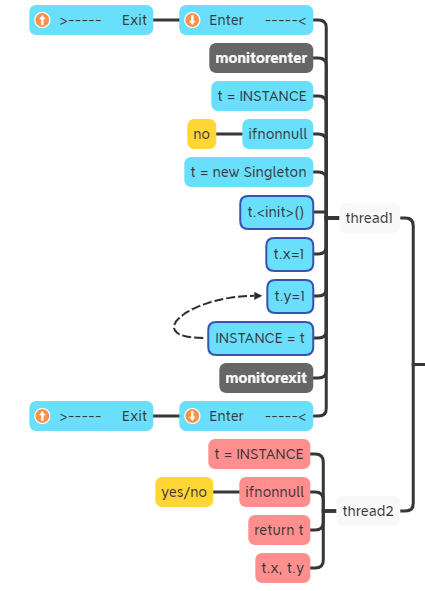 >----- Exit Enter -----<
monitorenter
t = INSTANCE
no ifnonnull
t = new Singleton
t.<init>()
thread1
t.x=1
t.y=1
INSTANCE = t
monitorexit
>----- Exit Enter -----<
t = INSTANCE
yes/no ifnonnull
thread2
return t
t.x, t.y